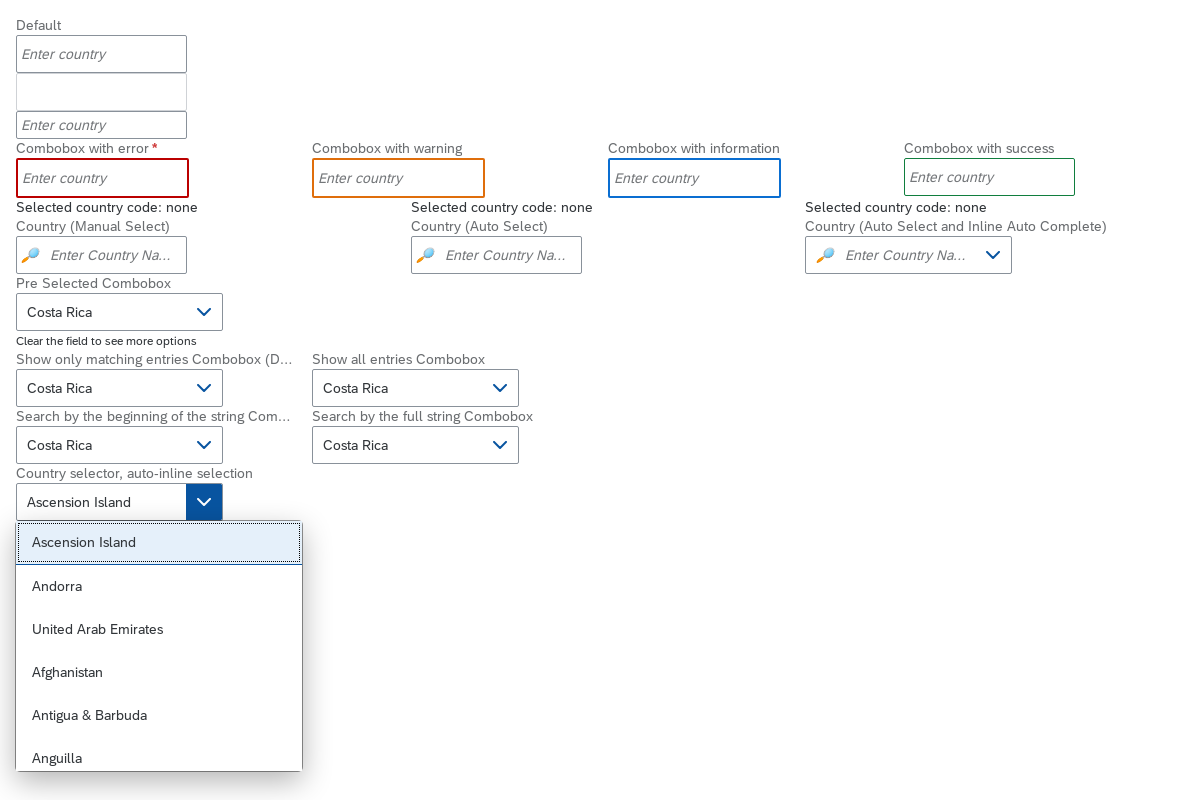 Default
Enter country
Enter country
Combobox with error *
Combobox with warning
Combobox with information
Combobox with success
Enter country
Enter country
Enter country
Enter country
Selected country code: none
Selected country code: none
Selected country code: none
Country (Manual Select)
Country (Auto Select)
Country (Auto Select and Inline Auto Complete)
Enter Country Na...
Enter Country Na...
Enter Country Na...
Pre Selected Combobox
Costa Rica
Clear the field to see more options
Show only matching entries Combobox (D...
Show all entries Combobox
Costa Rica
Costa Rica
Search by the beginning of the string Com...
Search by the full string Combobox
Costa Rica
Costa Rica
Country selector, auto-inline selection
Ascension Island
Ascension Island
Andorra
United Arab Emirates
Afghanistan
Antigua & Barbuda
Anguilla